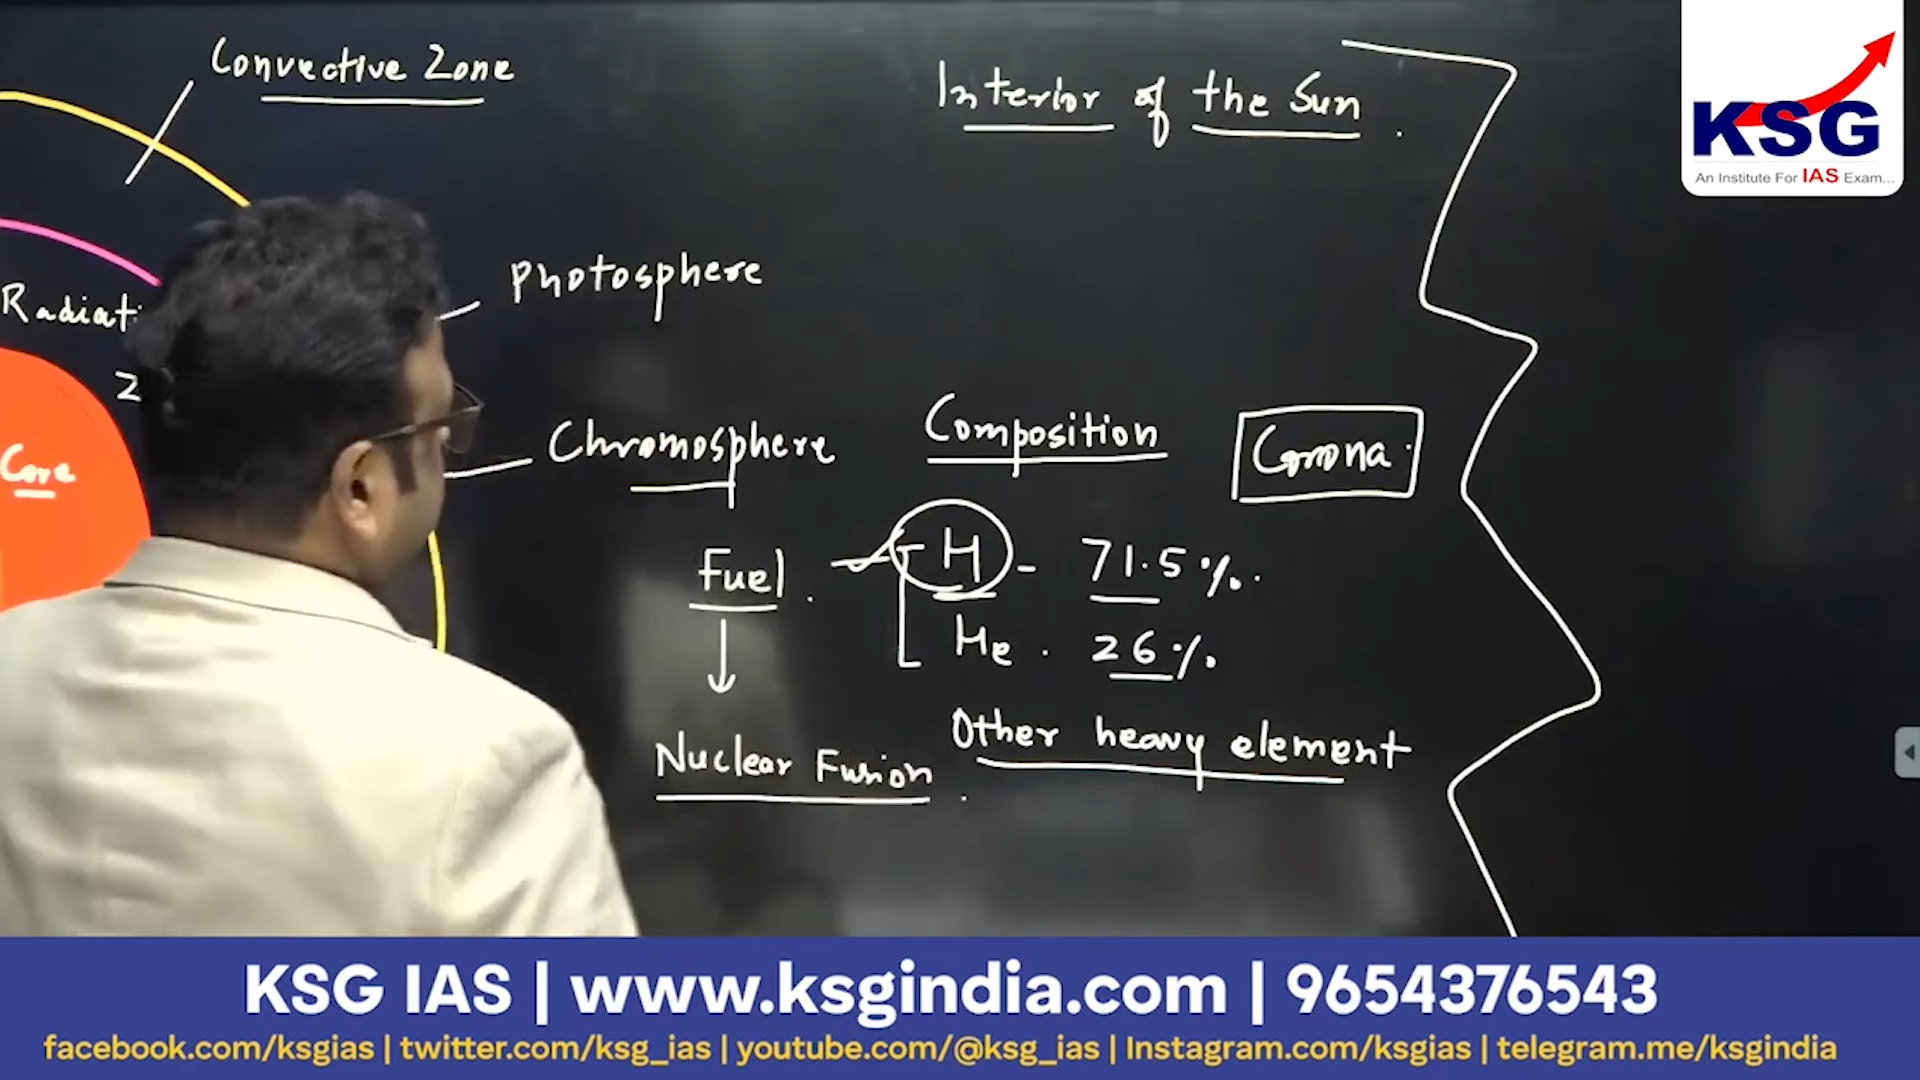 Convective Zone
Interior of the Sun.
KSG
An Institute For IAS Exam...
Photosphere
Radiati
Z
Core
Chromosphere
Composition
Corona
Fuel.
H - 71.5%.
He. 26%.
Other heavy element
Nuclear Fusion.
KSG IAS | www.ksgindia.com | 9654376543
facebook.com/ksgias | twitter.com/ksg_ias | youtube.com/@ksg_ias | Instagram.com/ksgias | telegram.me/ksgindia